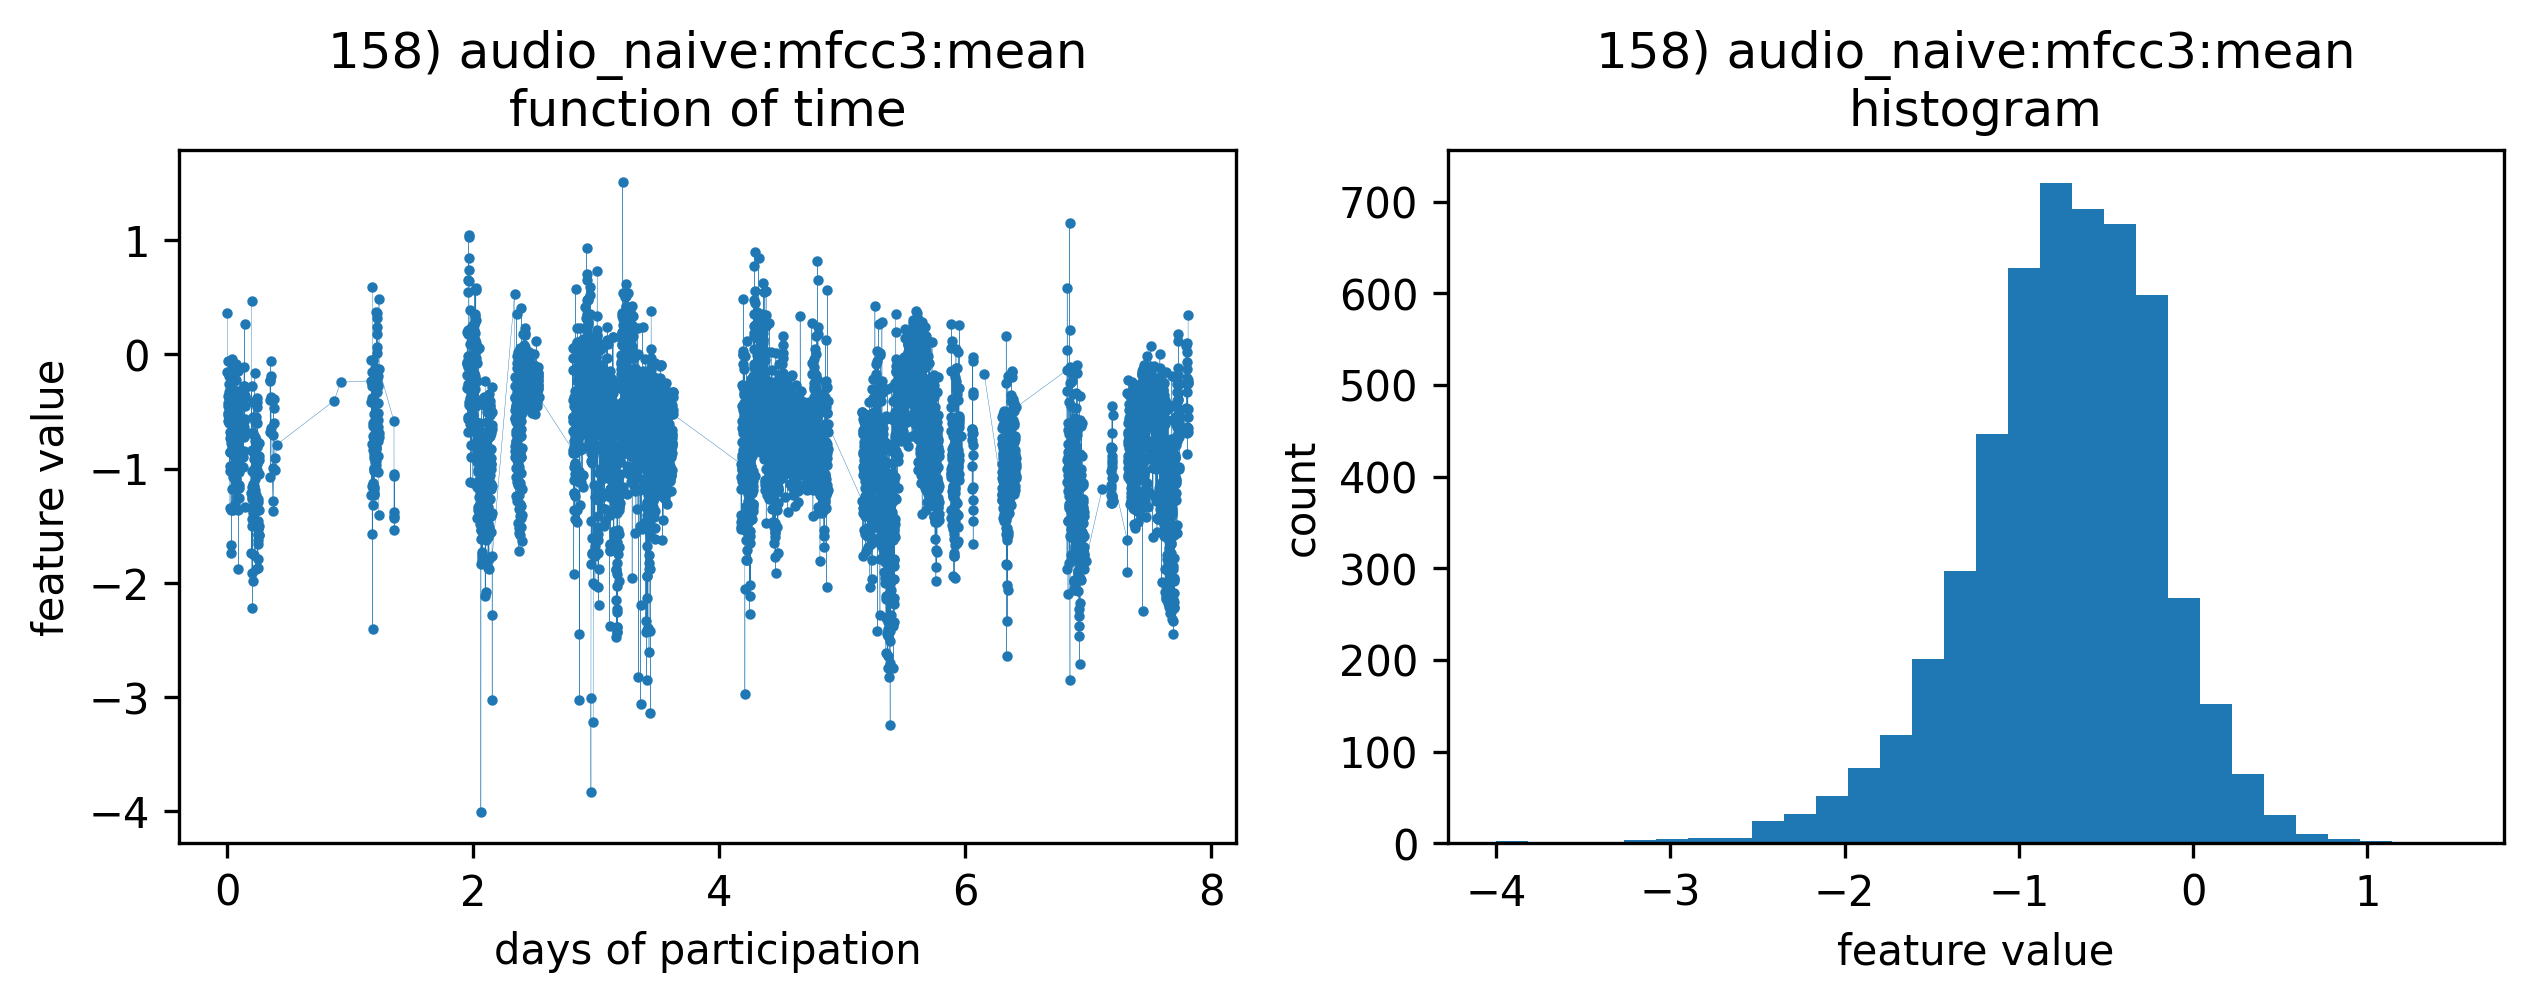 158) audio_naive:mfcc3:mean
function of time
feature value
1
0
−1
−2
−3
−4
0 2 4 6 8
days of participation
158) audio_naive:mfcc3:mean
histogram
count
700
600
500
400
300
200
100
0
−4 −3 −2 −1 0 1
feature value